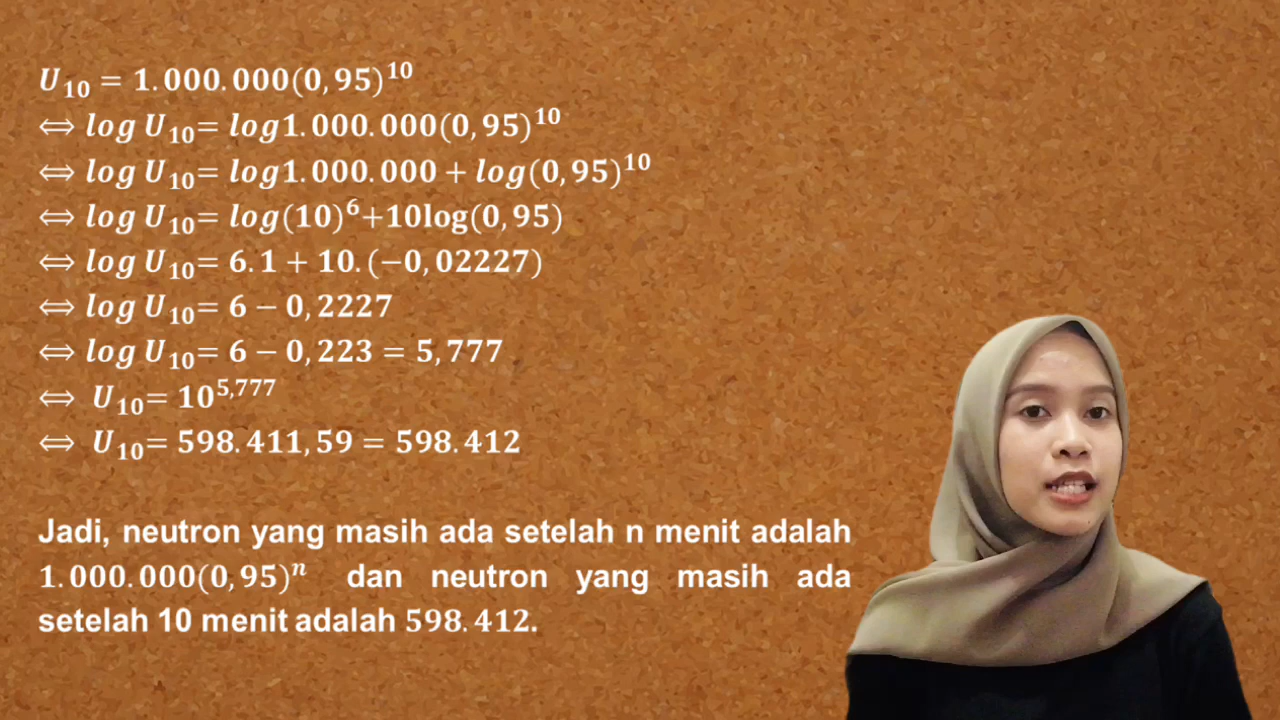 U₁₀ = 1.000.000(0,95)¹⁰
⇔ log U₁₀= log1.000.000(0,95)¹⁰
⇔ log U₁₀= log1.000.000 + log(0,95)¹⁰
⇔ log U₁₀= log(10)⁶+10log(0,95)
⇔ log U₁₀= 6.1 + 10.(−0,02227)
⇔ log U₁₀= 6 − 0,2227
⇔ log U₁₀= 6 − 0,223 = 5,777
⇔ U₁₀= 10^5,777
⇔ U₁₀= 598.411,59 = 598.412
Jadi, neutron yang masih ada setelah n menit adalah
1.000.000(0,95)ⁿ dan neutron yang masih ada
setelah 10 menit adalah 598.412.